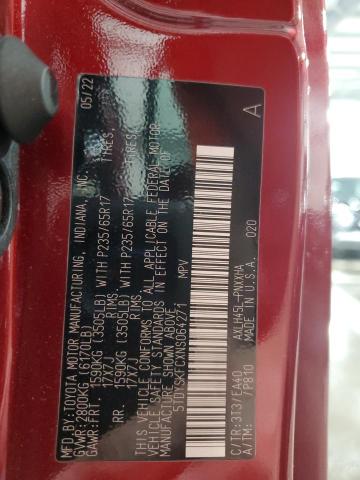 MFD BY: TOYOTA MOTOR MANUFACTURING, INDIANA, INC. 05/22
GVWR: 2800KG (6170LB)
GAWR: FRT. 1590KG (3505LB) WITH P235/65R17 TIRES,
17X7J RIMS
RR. 1590KG (3505LB) WITH P235/65R17 TIRES,
17X7J RIMS
THIS VEHICLE CONFORMS TO ALL APPLICABLE FEDERAL MOTOR
VEHICLE SAFETY STANDARDS IN EFFECT ON THE DATE OF
MANUFACTURE SHOWN ABOVE.
MPV
C/TR: 3T3/EA40 AXLH45L-PNXXHA
A/TM: /P810 MADE IN U.S.A. 020
A